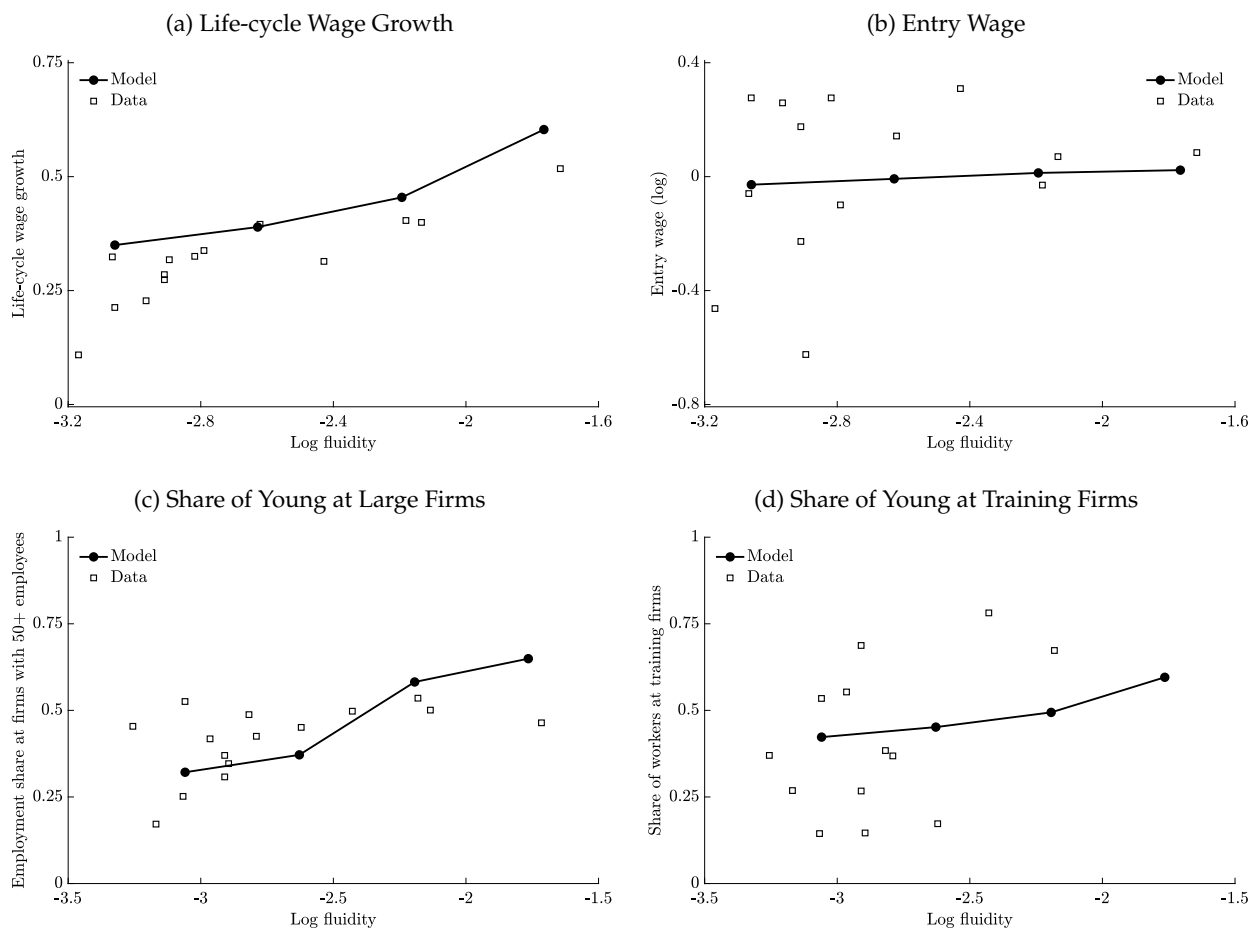 (a) Life-cycle Wage Growth
0.75
Model
Data
0.5
0.25
0
Life-cycle wage growth
-3.2 -2.8 -2.4 -2 -1.6
Log fluidity
(b) Entry Wage
0.4
Model
Data
0
-0.4
-0.8
Entry wage (log)
-3.2 -2.8 -2.4 -2 -1.6
Log fluidity
(c) Share of Young at Large Firms
1
Model
Data
0.75
0.5
0.25
0
Employment share at firms with 50+ employees
-3.5 -3 -2.5 -2 -1.5
Log fluidity
(d) Share of Young at Training Firms
1
Model
Data
0.75
0.5
0.25
0
Share of workers at training firms
-3.5 -3 -2.5 -2 -1.5
Log fluidity